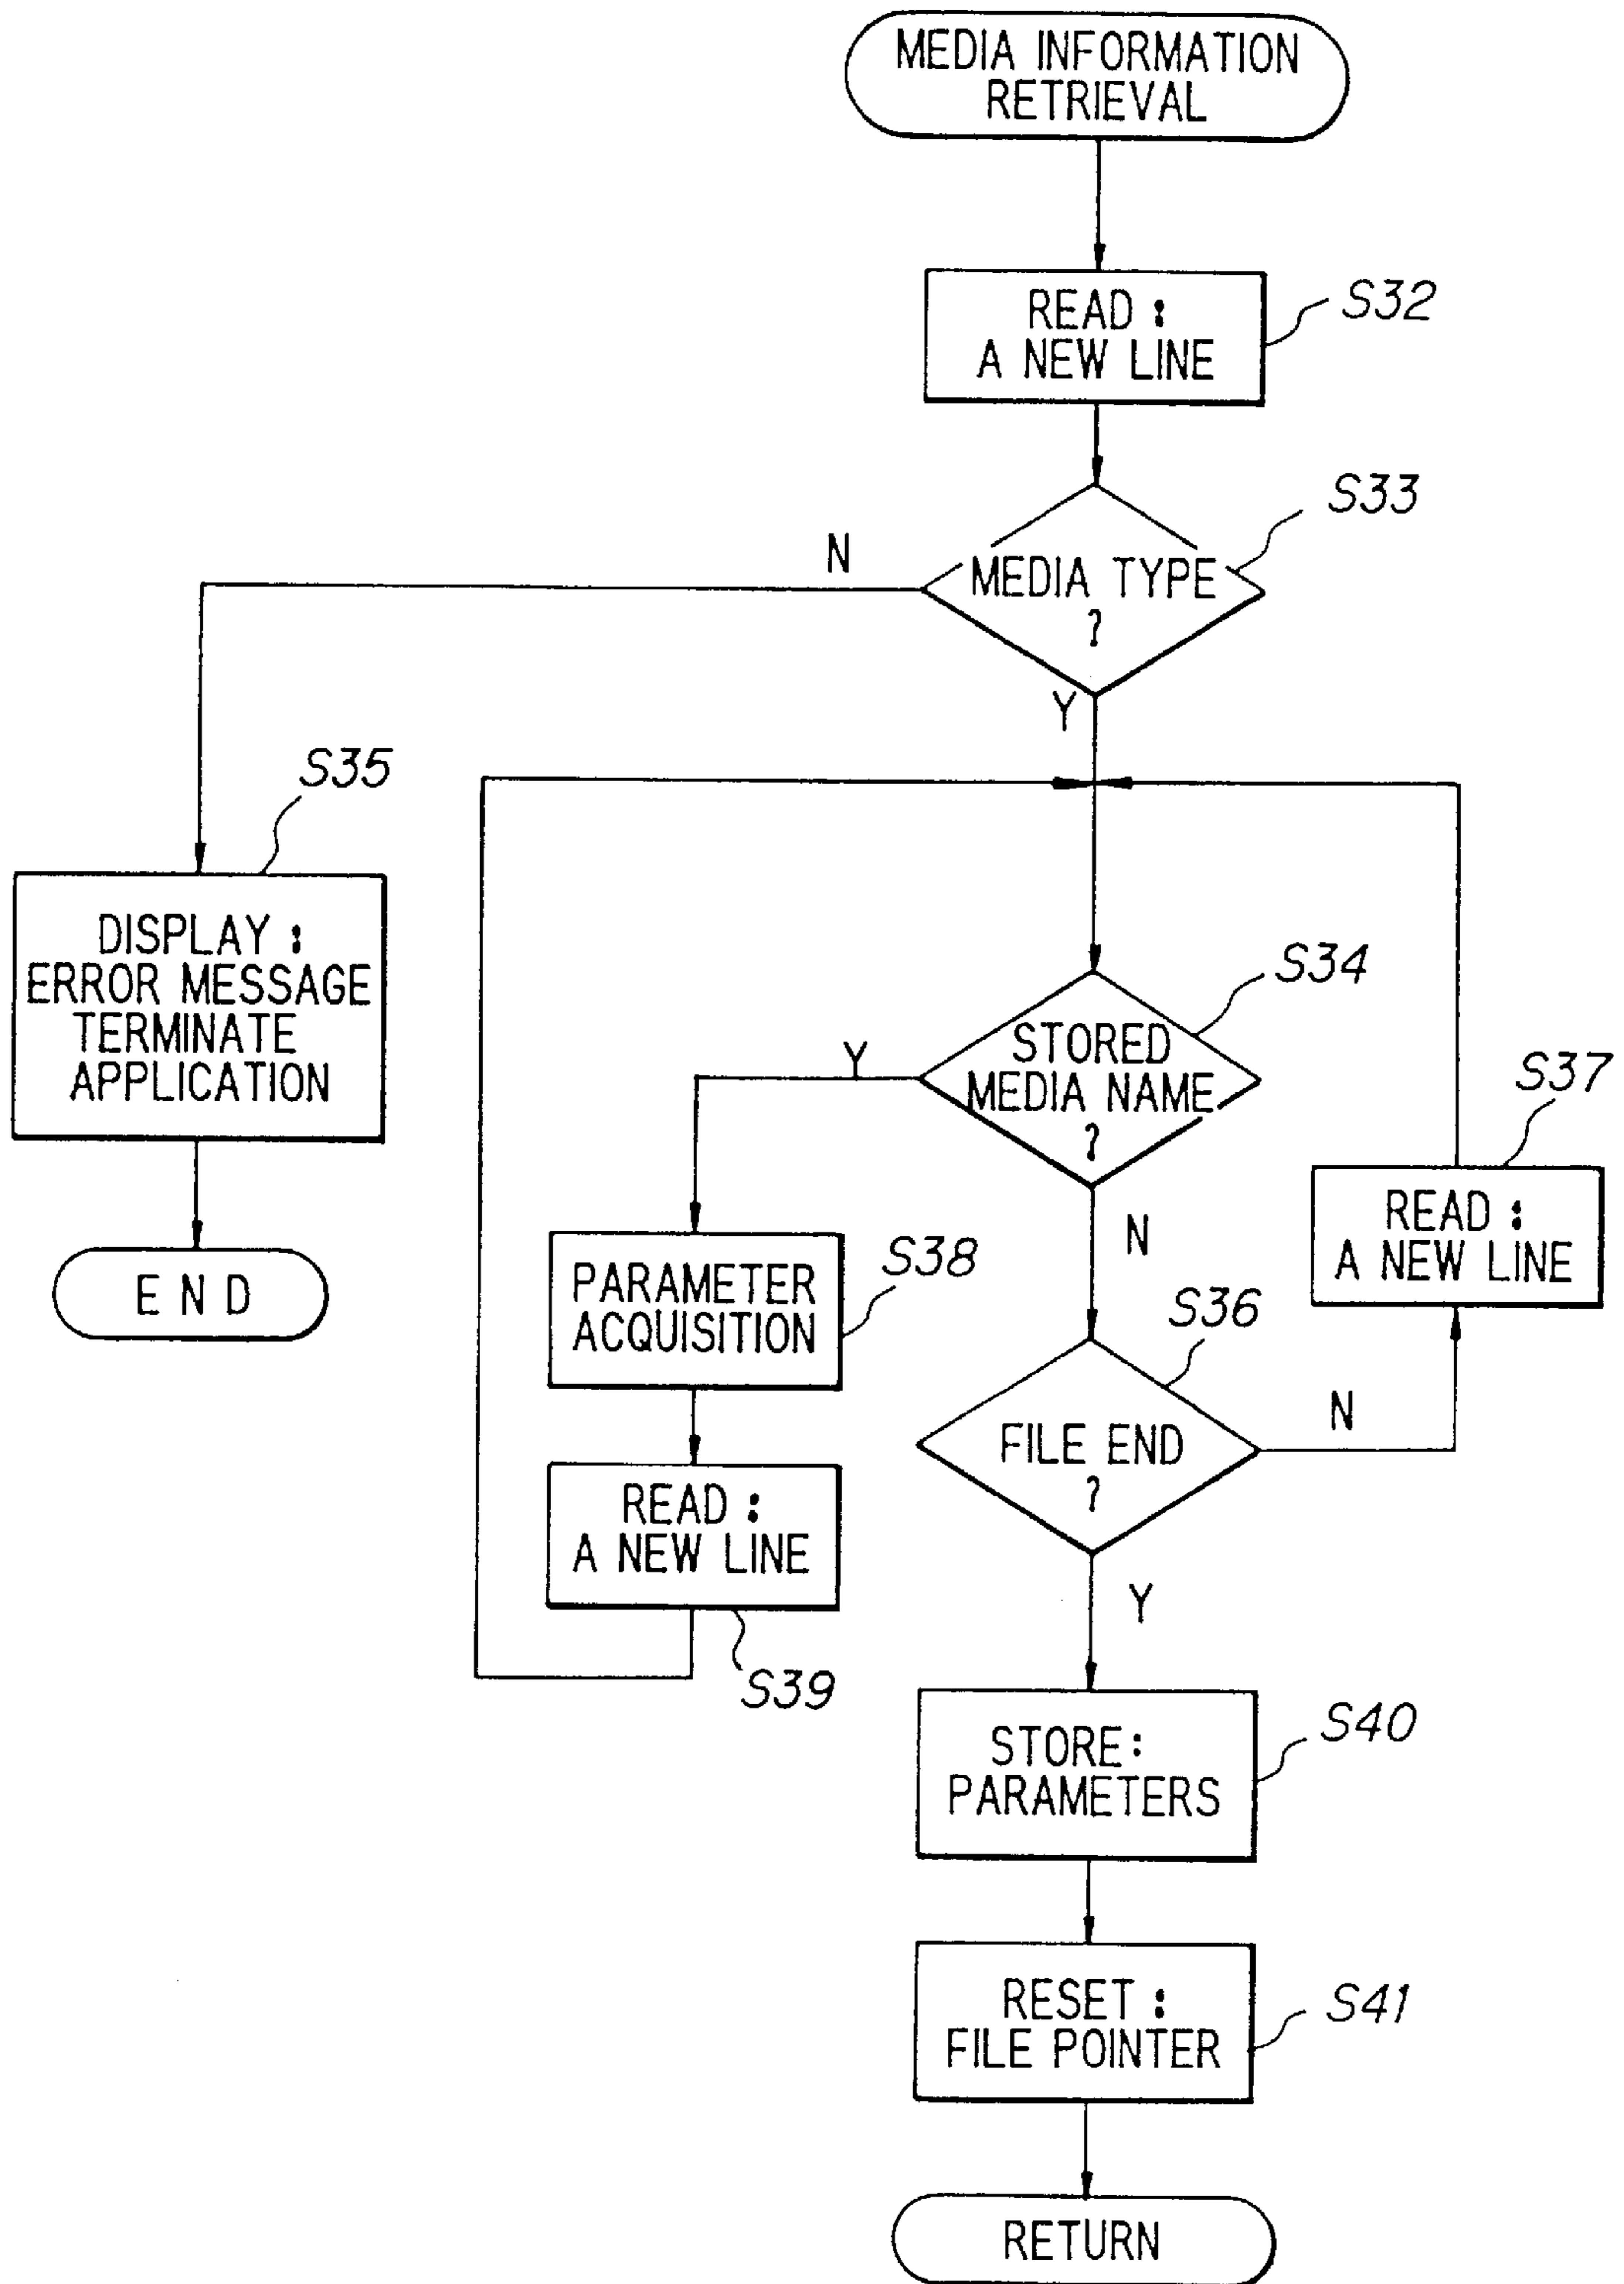 MEDIA INFORMATION
RETRIEVAL
READ :
A NEW LINE
S32
MEDIA TYPE
?
S33
N
Y
S35
DISPLAY :
ERROR MESSAGE
TERMINATE
APPLICATION
END
STORED
MEDIA NAME
?
S34
Y
N
S37
READ :
A NEW LINE
PARAMETER
ACQUISITION
S38
S36
FILE END
?
N
Y
READ :
A NEW LINE
S39
STORE:
PARAMETERS
S40
RESET :
FILE POINTER
S41
RETURN